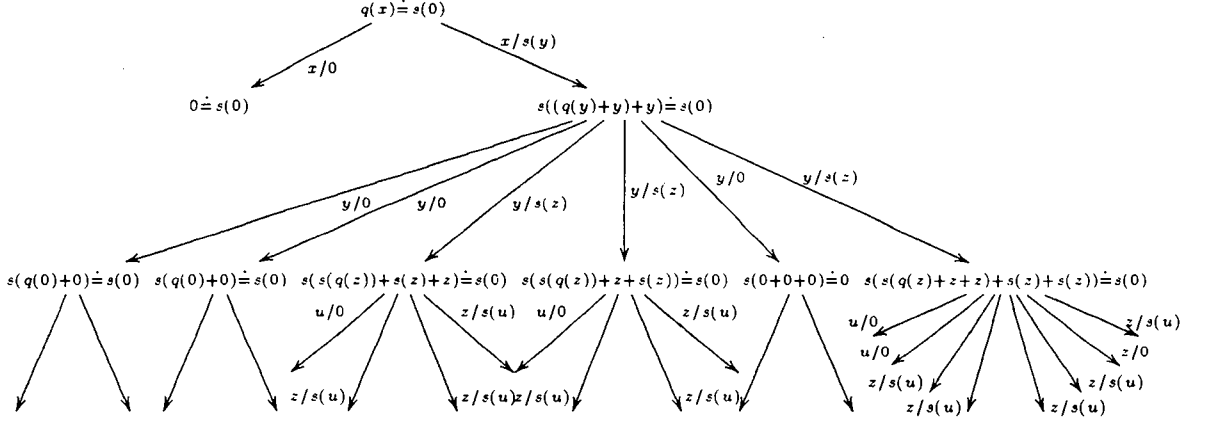 q(x)≐s(0)
x/s(y)
x/0
0≐s(0)
s((q(y)+y)+y)≐s(0)
y/0 y/0 y/s(z) y/s(z) y/0 y/s(z)
s(q(0)+0)≐s(0) s(q(0)+0)≐s(0) s(s(q(z))+s(z)+z)≐s(0) s(s(q(z))+z+s(z))≐s(0) s(0+0+0)≐0 s(s(q(z)+z+z)+s(z)+s(z))≐s(0)
u/0 z/s(u) u/0 z/s(u) u/0 z/s(u)
u/0 z/0
z/s(u) z/s(u)
z/s(u) z/s(u) z/s(u) z/s(u) z/s(u) z/s(u)